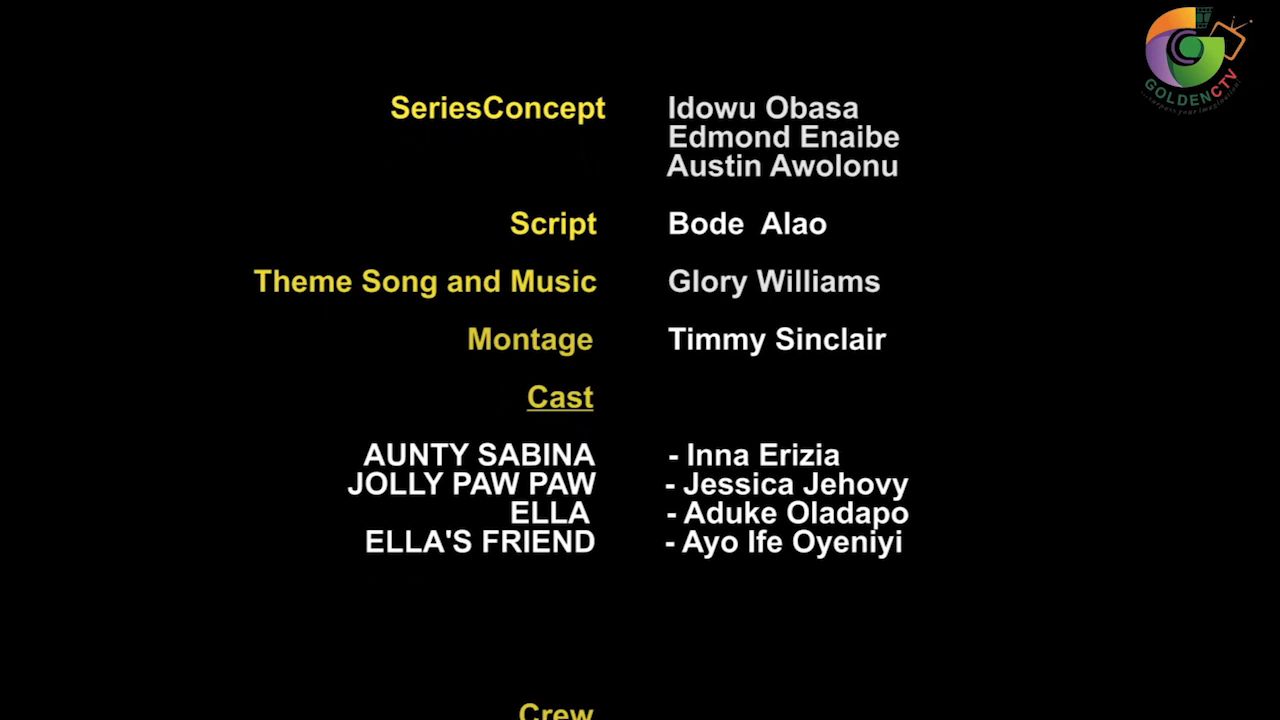 GOLDENCTV
SeriesConcept Idowu Obasa
Edmond Enaibe
Austin Awolonu
Script Bode Alao
Theme Song and Music Glory Williams
Montage Timmy Sinclair
Cast
AUNTY SABINA - Inna Erizia
JOLLY PAW PAW - Jessica Jehovy
ELLA - Aduke Oladapo
ELLA'S FRIEND - Ayo Ife Oyeniyi
Crew